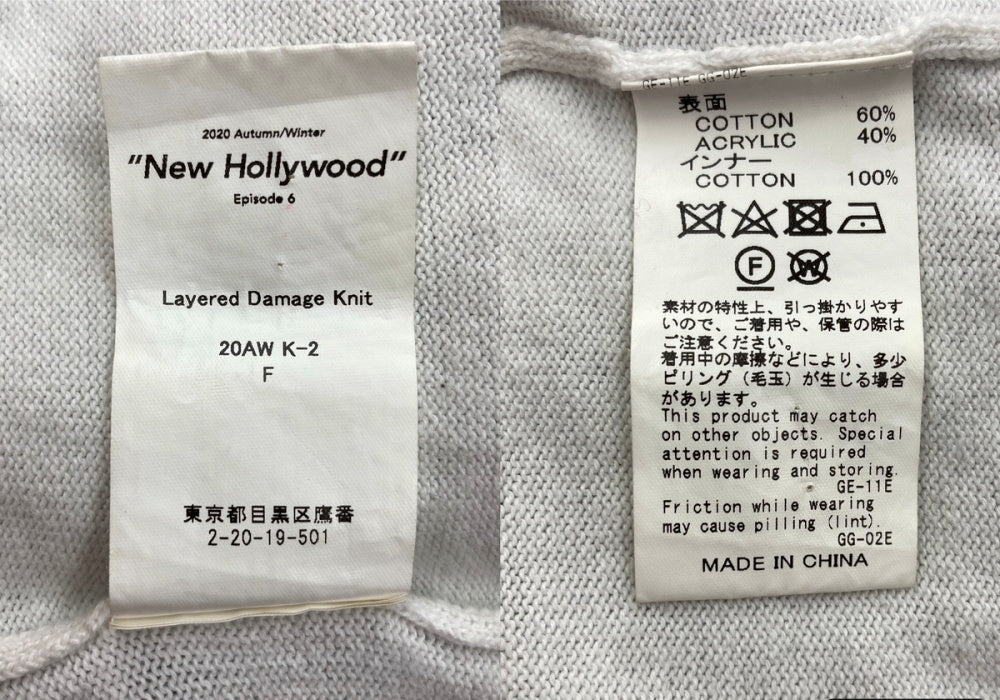 2020 Autumn/Winter
"New Hollywood"
Episode 6
Layered Damage Knit
20AW K-2
F
東京都目黒区鷹番
2-20-19-501
GE-11E GG-02E
表面
COTTON 60%
ACRYLIC 40%
インナー
COTTON 100%
F W
素材の特性上、引っ掛かりやす
いので、ご着用や、保管の際は
ご注意ください。
着用中の摩擦などにより、多少
ピリング（毛玉）が生じる場合
があります。
This product may catch
on other objects. Special
attention is required
when wearing and storing.
GE-11E
Friction while wearing
may cause pilling (lint).
GG-02E
MADE IN CHINA